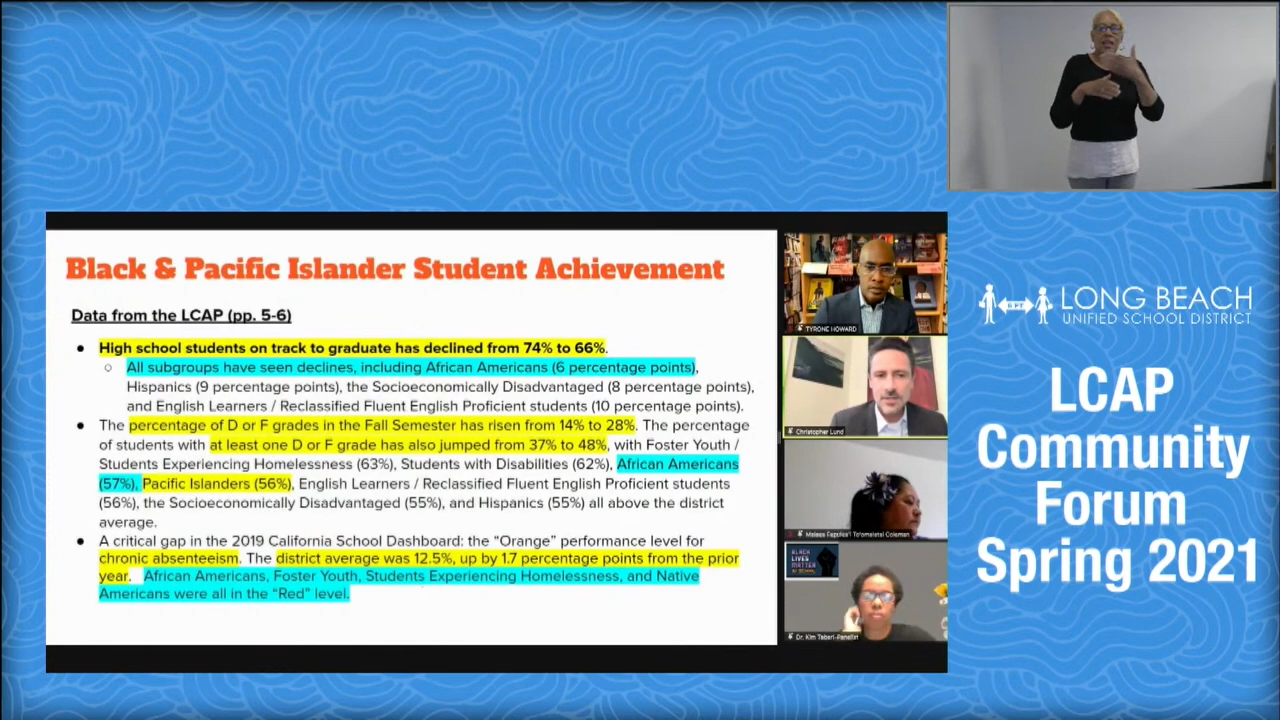 Black & Pacific Islander Student Achievement
Data from the LCAP (pp. 5-6)
● High school students on track to graduate has declined from 74% to 66%.
○ All subgroups have seen declines, including African Americans (6 percentage points),
Hispanics (9 percentage points), the Socioeconomically Disadvantaged (8 percentage points),
and English Learners / Reclassified Fluent English Proficient students (10 percentage points).
● The percentage of D or F grades in the Fall Semester has risen from 14% to 28%. The percentage
of students with at least one D or F grade has also jumped from 37% to 48%, with Foster Youth /
Students Experiencing Homelessness (63%), Students with Disabilities (62%), African Americans
(57%), Pacific Islanders (56%), English Learners / Reclassified Fluent English Proficient students
(56%), the Socioeconomically Disadvantaged (55%), and Hispanics (55%) all above the district
average.
● A critical gap in the 2019 California School Dashboard: the “Orange” performance level for
chronic absenteeism. The district average was 12.5%, up by 1.7 percentage points from the prior
year. African Americans, Foster Youth, Students Experiencing Homelessness, and Native
Americans were all in the “Red” level.
TYRONE HOWARD
Christopher Lund
Coleman
BLACK
LIVES
MATTER
Dr. Kim Tabari-Panelist
6 FT
LONG BEACH
UNIFIED SCHOOL DISTRICT
LCAP
Community
Forum
Spring 2021